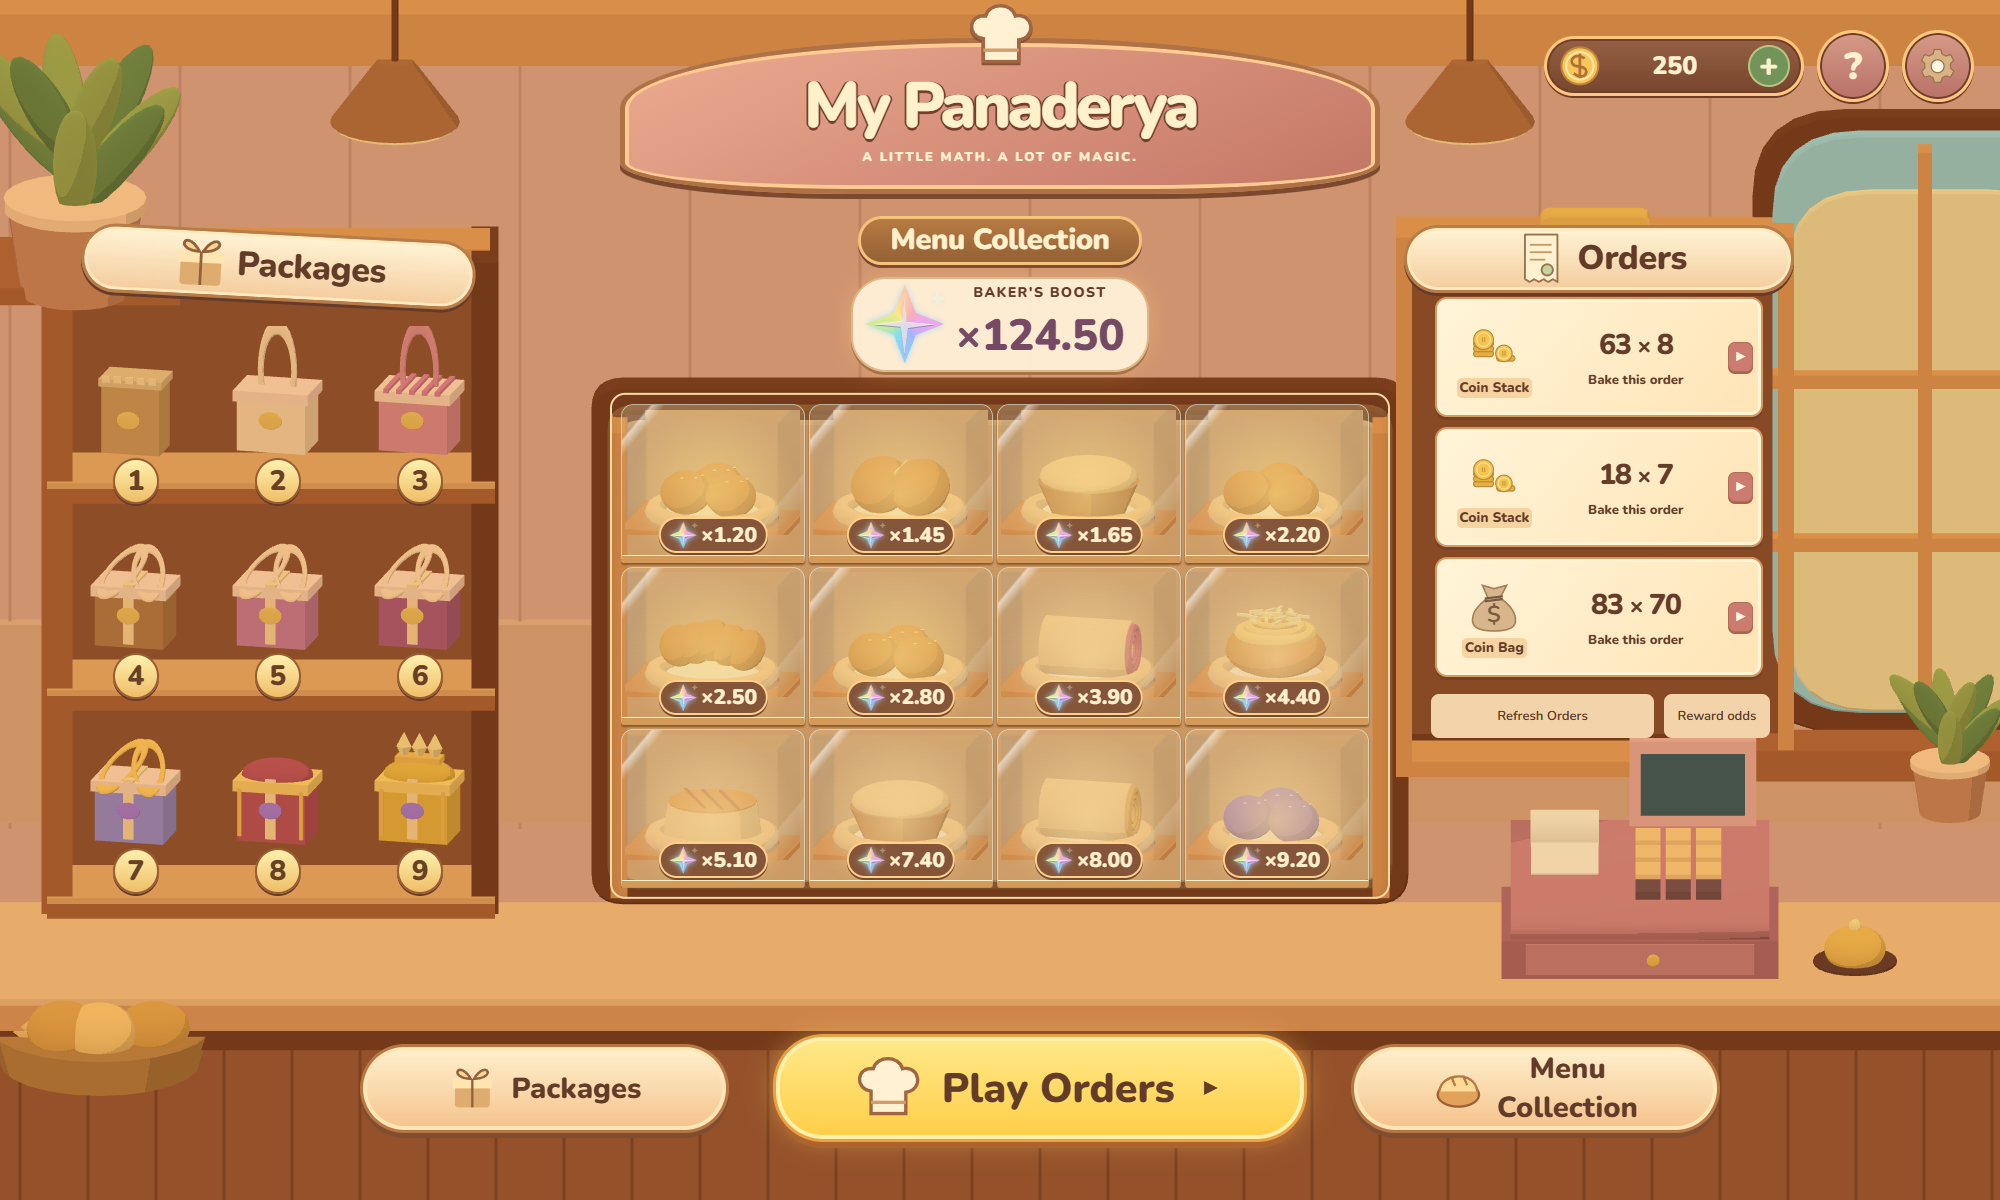 My Panaderya
A LITTLE MATH. A LOT OF MAGIC.
$ 250 +
?
Packages
1
2
3
4
5
6
7
8
9
Menu Collection
BAKER'S BOOST
×124.50
×1.20
×1.45
×1.65
×2.20
×2.50
×2.80
×3.90
×4.40
×5.10
×7.40
×8.00
×9.20
Orders
63 × 8
Coin Stack
Bake this order
18 × 7
Coin Stack
Bake this order
$
83 × 70
Coin Bag
Bake this order
Refresh Orders
Reward odds
Packages
Play Orders
Menu
Collection